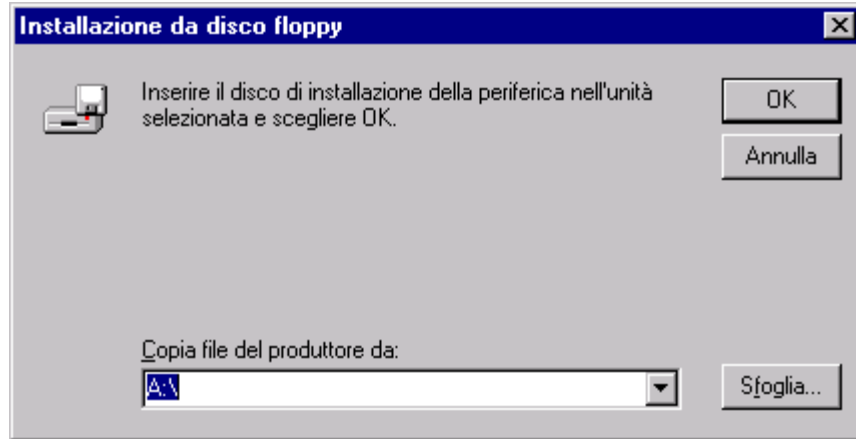 Installazione da disco floppy
Inserire il disco di installazione della periferica nell'unità
selezionata e scegliere OK.
OK
Annulla
Copia file del produttore da:
A:\
Sfoglia...